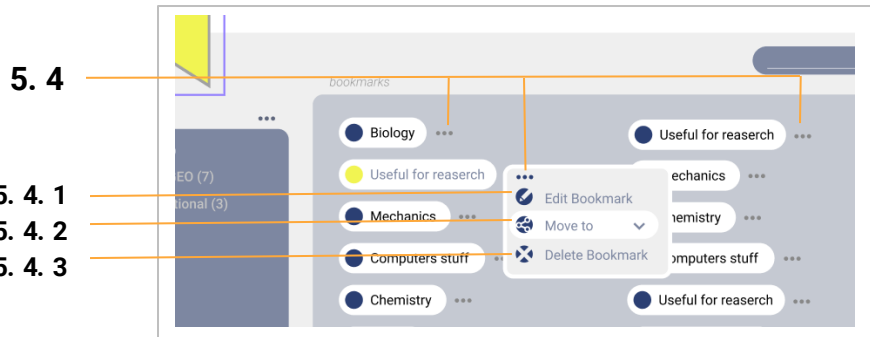 5. 4
bookmarks
Biology
Useful for reaserch
EO (7)
Useful for reaserch
echanics
5. 4. 1
Edit Bookmark
tional (3)
Mechanics
Move to
hemistry
5. 4. 2
Computers stuff
Delete Bookmark
omputers stuff
5. 4. 3
Chemistry
Useful for reaserch